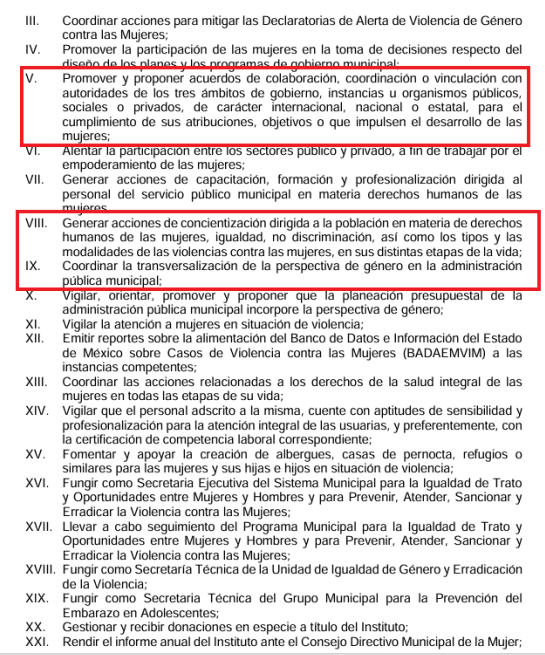 III. Coordinar acciones para mitigar las Declaratorias de Alerta de Violencia de Género
contra las Mujeres;
IV. Promover la participación de las mujeres en la toma de decisiones respecto del
diseño de los planes y los programas de gobierno municipal;
V. Promover y proponer acuerdos de colaboración, coordinación o vinculación con
autoridades de los tres ámbitos de gobierno, instancias u organismos públicos,
sociales o privados, de carácter internacional, nacional o estatal, para el
cumplimiento de sus atribuciones, objetivos o que impulsen el desarrollo de las
mujeres;
VI. Alentar la participación entre los sectores público y privado, a fin de trabajar por el
empoderamiento de las mujeres;
VII. Generar acciones de capacitación, formación y profesionalización dirigida al
personal del servicio público municipal en materia derechos humanos de las
mujeres
VIII. Generar acciones de concientización dirigida a la población en materia de derechos
humanos de las mujeres, igualdad, no discriminación, así como los tipos y las
modalidades de las violencias contra las mujeres, en sus distintas etapas de la vida;
IX. Coordinar la transversalización de la perspectiva de género en la administración
pública municipal;
X. Vigilar, orientar, promover y proponer que la planeación presupuestal de la
administración pública municipal incorpore la perspectiva de género;
XI. Vigilar la atención a mujeres en situación de violencia;
XII. Emitir reportes sobre la alimentación del Banco de Datos e Información del Estado
de México sobre Casos de Violencia contra las Mujeres (BADAEMVIM) a las
instancias competentes;
XIII. Coordinar las acciones relacionadas a los derechos de la salud integral de las
mujeres en todas las etapas de su vida;
XIV. Vigilar que el personal adscrito a la misma, cuente con aptitudes de sensibilidad y
profesionalización para la atención integral de las usuarias, y preferentemente, con
la certificación de competencia laboral correspondiente;
XV. Fomentar y apoyar la creación de albergues, casas de pernocta, refugios o
similares para las mujeres y sus hijas e hijos en situación de violencia;
XVI. Fungir como Secretaria Ejecutiva del Sistema Municipal para la Igualdad de Trato
y Oportunidades entre Mujeres y Hombres y para Prevenir, Atender, Sancionar y
Erradicar la Violencia contra las Mujeres;
XVII. Llevar a cabo seguimiento del Programa Municipal para la Igualdad de Trato y
Oportunidades entre Mujeres y Hombres y para Prevenir, Atender, Sancionar y
Erradicar la Violencia contra las Mujeres;
XVIII. Fungir como Secretaría Técnica de la Unidad de Igualdad de Género y Erradicación
de la Violencia;
XIX. Fungir como Secretaria Técnica del Grupo Municipal para la Prevención del
Embarazo en Adolescentes;
XX. Gestionar y recibir donaciones en especie a título del Instituto;
XXI. Rendir el informe anual del Instituto ante el Consejo Directivo Municipal de la Mujer;